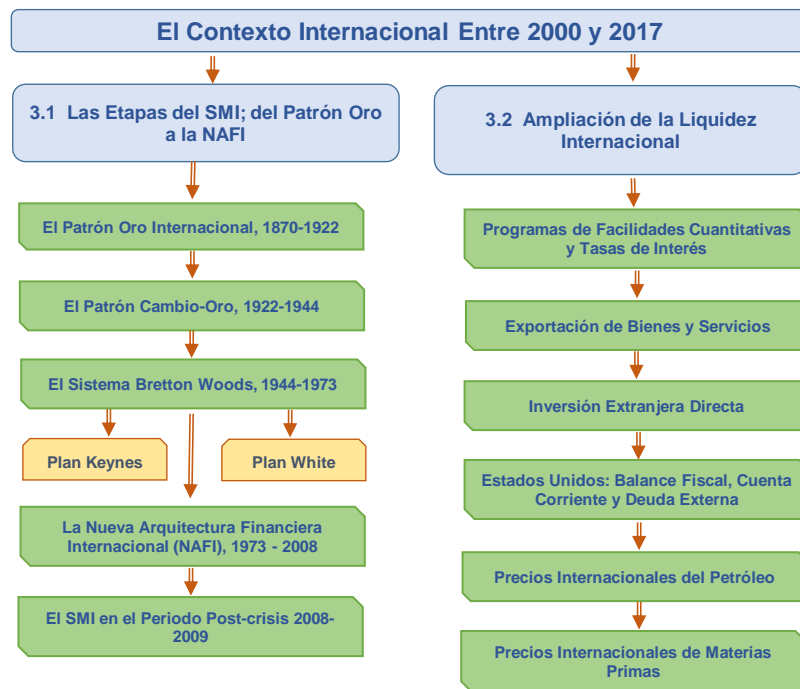 El Contexto Internacional Entre 2000 y 2017
3.1 Las Etapas del SMI; del Patrón Oro
a la NAFI
El Patrón Oro Internacional, 1870-1922
El Patrón Cambio-Oro, 1922-1944
El Sistema Bretton Woods, 1944-1973
Plan Keynes
Plan White
La Nueva Arquitectura Financiera
Internacional (NAFI), 1973 - 2008
El SMI en el Periodo Post-crisis 2008-
2009
3.2 Ampliación de la Liquidez
Internacional
Programas de Facilidades Cuantitativas
y Tasas de Interés
Exportación de Bienes y Servicios
Inversión Extranjera Directa
Estados Unidos: Balance Fiscal, Cuenta
Corriente y Deuda Externa
Precios Internacionales del Petróleo
Precios Internacionales de Materias
Primas